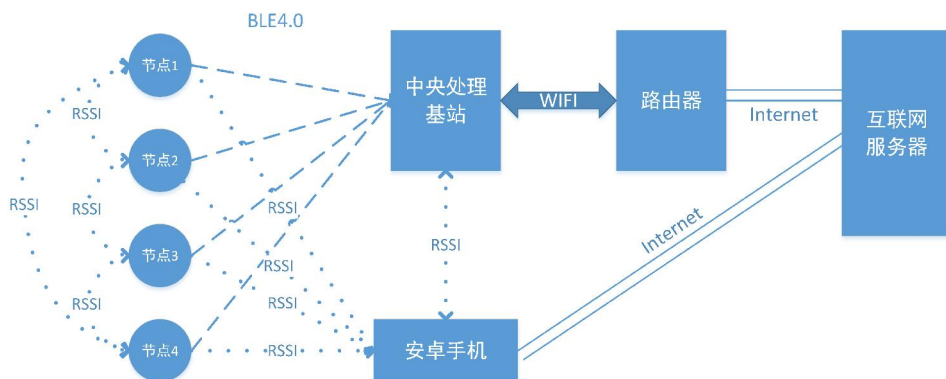 BLE4.0
节点1
RSSI
节点2
RSSI
RSSI
节点3
RSSI
节点4
RSSI
RSSI
RSSI
RSSI
中央处理
基站
WIFI
路由器
Internet
互联网
服务器
RSSI
Internet
安卓手机